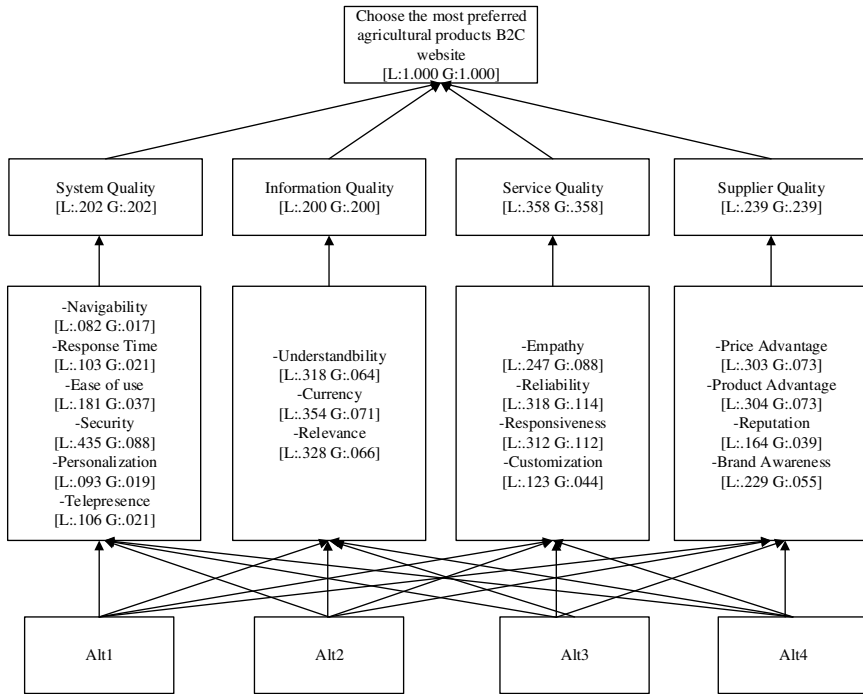 Choose the most preferred
agricultural products B2C
website
[L:1.000 G:1.000]
System Quality
[L:.202 G:.202]
Information Quality
[L:.200 G:.200]
Service Quality
[L:.358 G:.358]
Supplier Quality
[L:.239 G:.239]
-Navigability
[L:.082 G:.017]
-Response Time
[L:.103 G:.021]
-Ease of use
[L:.181 G:.037]
-Security
[L:.435 G:.088]
-Personalization
[L:.093 G:.019]
-Telepresence
[L:.106 G:.021]
-Understandbility
[L:.318 G:.064]
-Currency
[L:.354 G:.071]
-Relevance
[L:.328 G:.066]
-Empathy
[L:.247 G:.088]
-Reliability
[L:.318 G:.114]
-Responsiveness
[L:.312 G:.112]
-Customization
[L:.123 G:.044]
-Price Advantage
[L:.303 G:.073]
-Product Advantage
[L:.304 G:.073]
-Reputation
[L:.164 G:.039]
-Brand Awareness
[L:.229 G:.055]
Alt1
Alt2
Alt3
Alt4